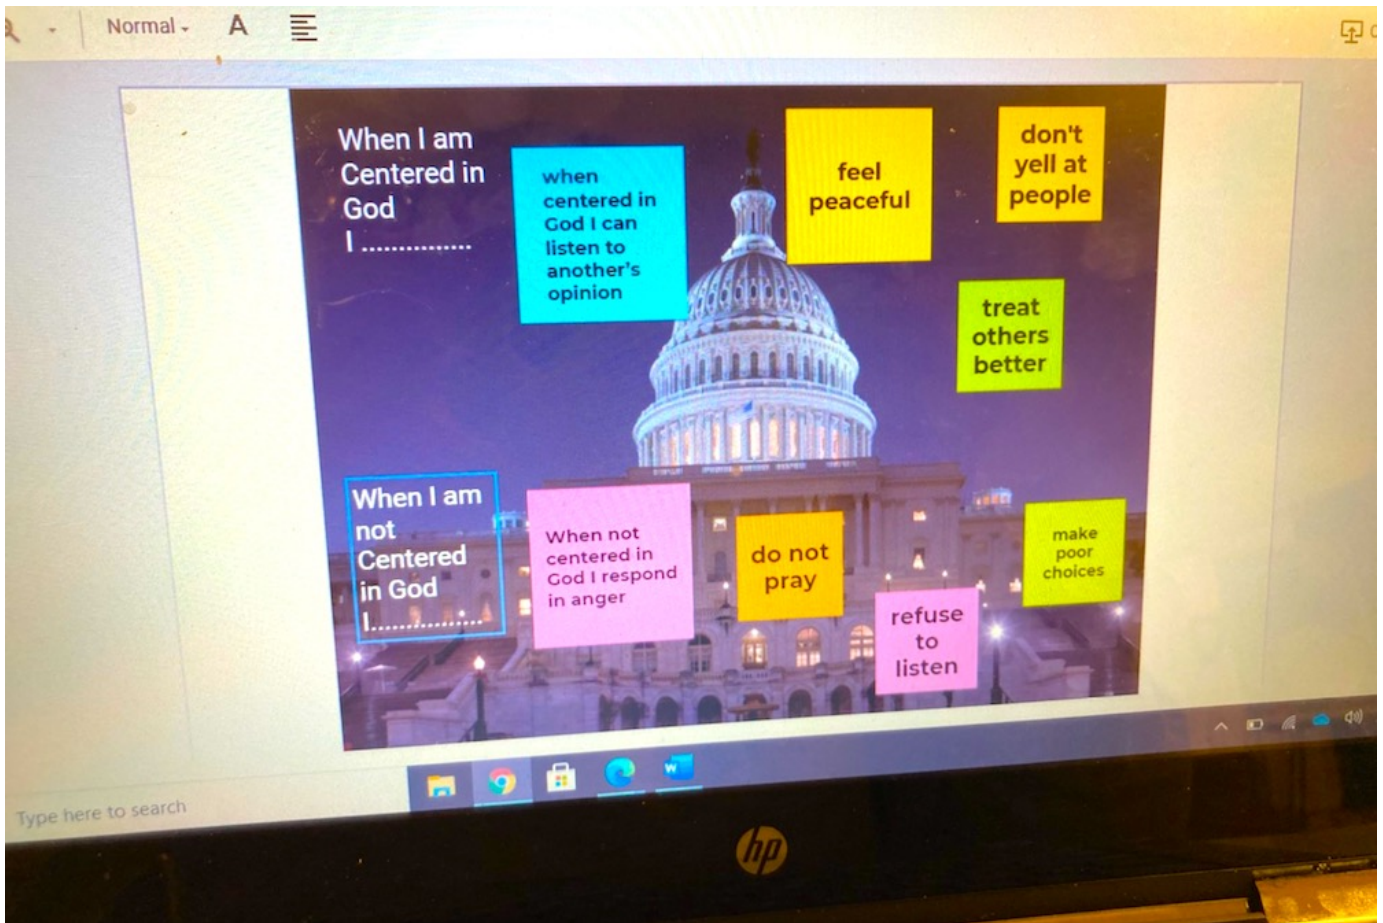 Normal
A
When I am
Centered in
God
I ...............
when
centered in
God I can
listen to
another's
opinion
feel
peaceful
don't
yell at
people
treat
others
better
When I am
not
Centered
in God
I................
When not
centered in
God I respond
in anger
do not
pray
refuse
to
listen
make
poor
choices
W
Type here to search
hp